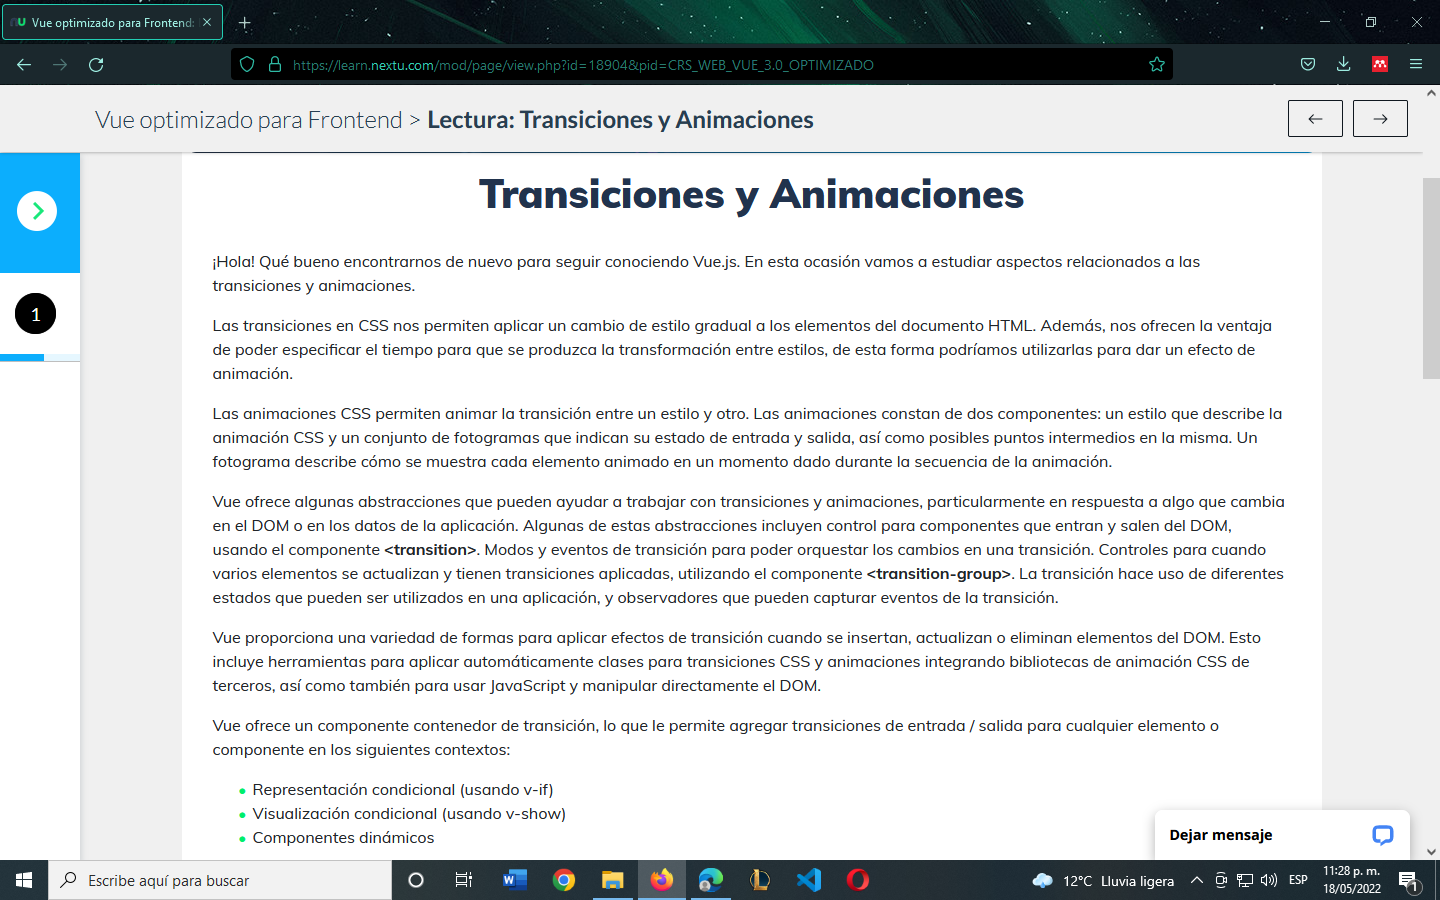 Vue optimizado para Frontend:
https://learn.nextu.com/mod/page/view.php?id=18904&pid=CRS_WEB_VUE_3.0_OPTIMIZADO
Vue optimizado para Frontend > Lectura: Transiciones y Animaciones
1
Transiciones y Animaciones
¡Hola! Qué bueno encontrarnos de nuevo para seguir conociendo Vue.js. En esta ocasión vamos a estudiar aspectos relacionados a las
transiciones y animaciones.
Las transiciones en CSS nos permiten aplicar un cambio de estilo gradual a los elementos del documento HTML. Además, nos ofrecen la ventaja
de poder especificar el tiempo para que se produzca la transformación entre estilos, de esta forma podríamos utilizarlas para dar un efecto de
animación.
Las animaciones CSS permiten animar la transición entre un estilo y otro. Las animaciones constan de dos componentes: un estilo que describe la
animación CSS y un conjunto de fotogramas que indican su estado de entrada y salida, así como posibles puntos intermedios en la misma. Un
fotograma describe cómo se muestra cada elemento animado en un momento dado durante la secuencia de la animación.
Vue ofrece algunas abstracciones que pueden ayudar a trabajar con transiciones y animaciones, particularmente en respuesta a algo que cambia
en el DOM o en los datos de la aplicación. Algunas de estas abstracciones incluyen control para componentes que entran y salen del DOM,
usando el componente <transition>. Modos y eventos de transición para poder orquestar los cambios en una transición. Controles para cuando
varios elementos se actualizan y tienen transiciones aplicadas, utilizando el componente <transition-group>. La transición hace uso de diferentes
estados que pueden ser utilizados en una aplicación, y observadores que pueden capturar eventos de la transición.
Vue proporciona una variedad de formas para aplicar efectos de transición cuando se insertan, actualizan o eliminan elementos del DOM. Esto
incluye herramientas para aplicar automáticamente clases para transiciones CSS y animaciones integrando bibliotecas de animación CSS de
terceros, así como también para usar JavaScript y manipular directamente el DOM.
Vue ofrece un componente contenedor de transición, lo que le permite agregar transiciones de entrada / salida para cualquier elemento o
componente en los siguientes contextos:
• Representación condicional (usando v-if)
• Visualización condicional (usando v-show)
• Componentes dinámicos
Dejar mensaje
Escribe aquí para buscar
12°C Lluvia ligera
ESP
11:28 p. m.
18/05/2022
1